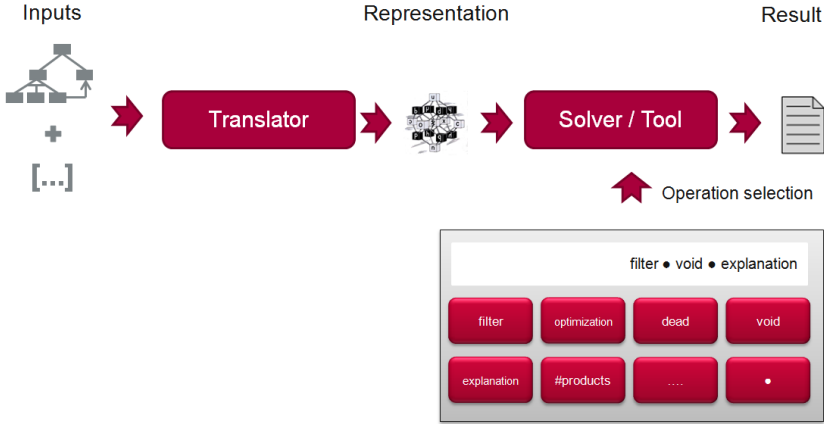 Inputs
Representation
Result
Translator
Solver / Tool
+
[...]
Operation selection
filter ● void ● explanation
filter
optimization
dead
void
explanation
#products
....
●